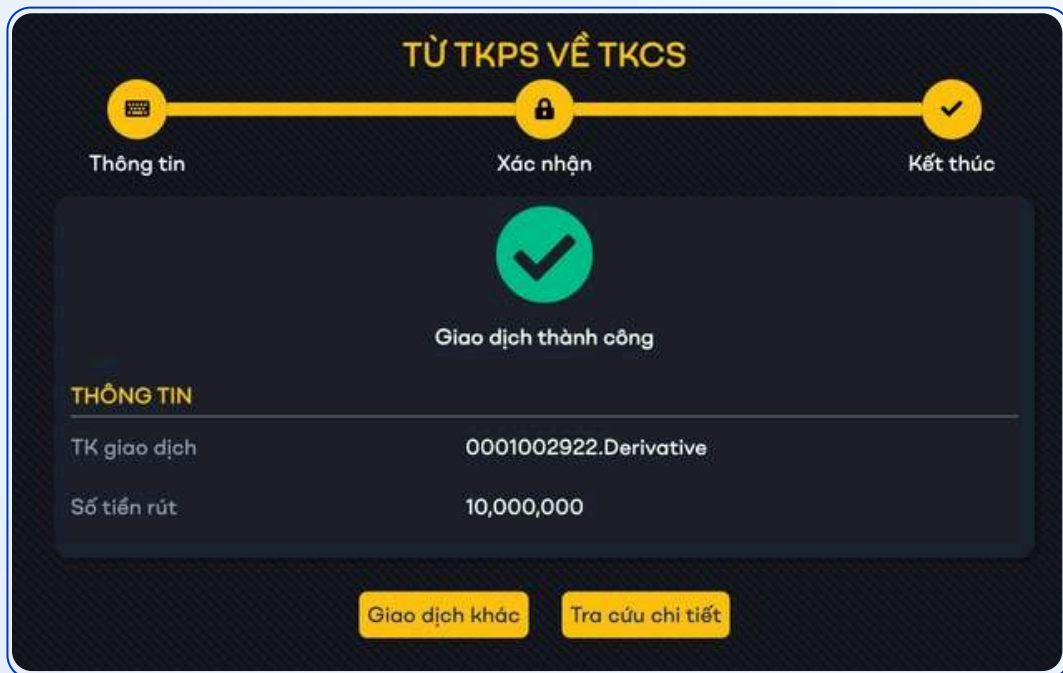 TỪ TKPS VỀ TKCS
Thông tin
Xác nhận
Kết thúc
Giao dịch thành công
THÔNG TIN
TK giao dịch 0001002922.Derivative
Số tiền rút 10,000,000
Giao dịch khác Tra cứu chi tiết